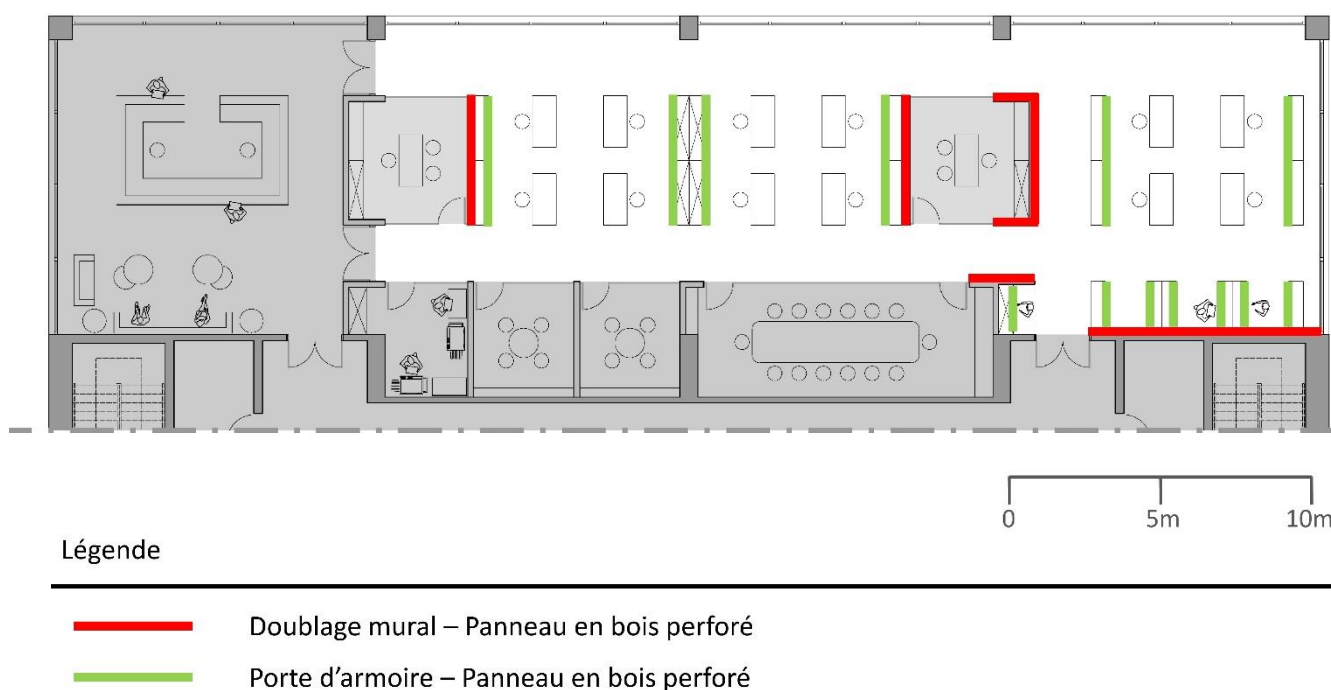 0 5m 10m
Légende
Doublage mural – Panneau en bois perforé
Porte d’armoire – Panneau en bois perforé